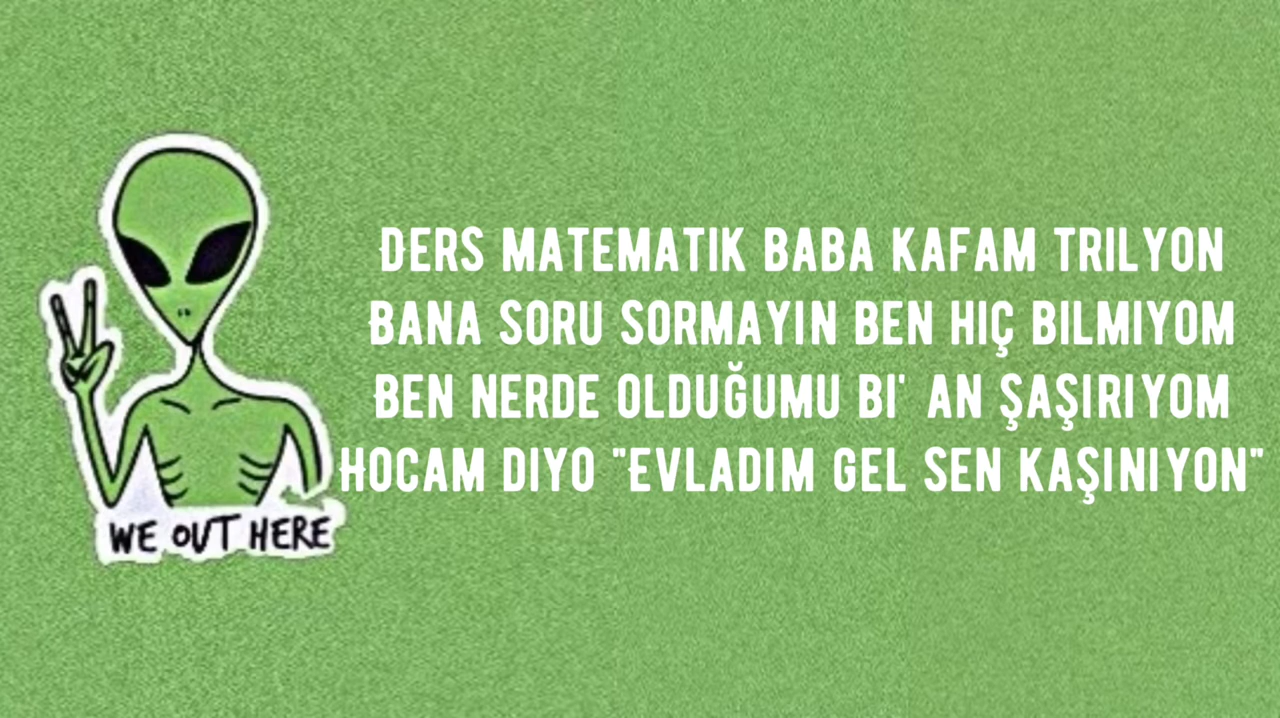 WE OUT HERE
DERS MATEMATIK BABA KAFAM TRILYON
BANA SORU SORMAYIN BEN HIÇ BILMIYOM
BEN NERDE OLDUĞUMU BI' AN ŞAŞIRIYOM
HOCAM DIYO "EVLADIM GEL SEN KAŞINIYON"